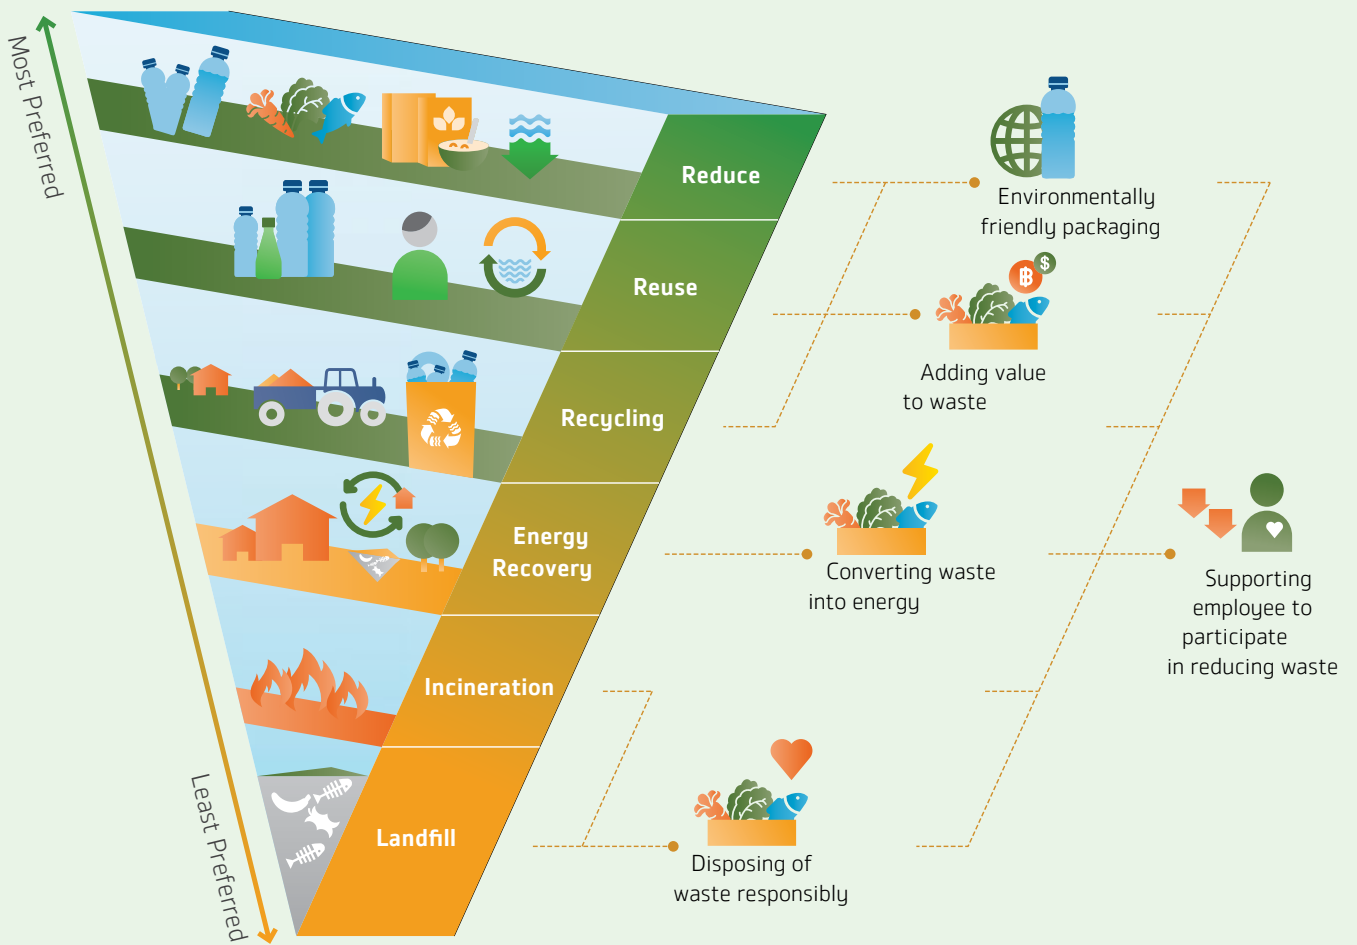 Most Preferred
Reduce
Reuse
Recycling
Energy
Recovery
Incineration
Landfill
Least Preferred
Environmentally
friendly packaging
฿ $
Adding value
to waste
Converting waste
into energy
Disposing of
waste responsibly
Supporting
employee to
participate
in reducing waste